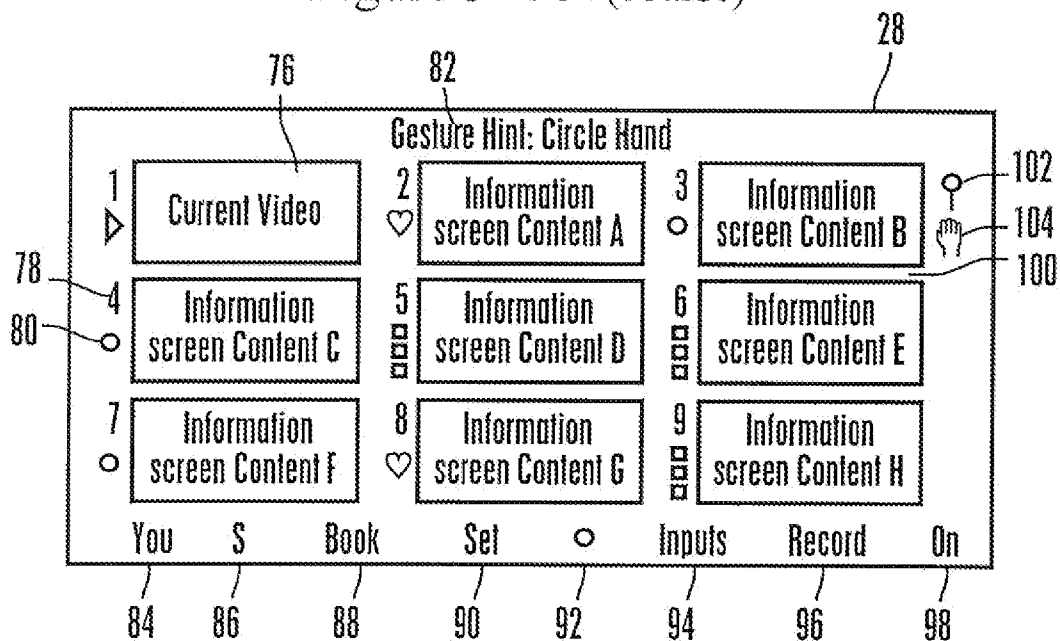 28
76
82
Gesture Hint: Circle Hand
1
Current Video
2
Information
screen Content A
3
Information
screen Content B
102
104
100
78
4
80
Information
screen Content C
5
Information
screen Content D
6
Information
screen Content E
7
Information
screen Content F
8
Information
screen Content G
9
Information
screen Content H
You S Book Set Inputs Record On
84 86 88 90 92 94 96 98